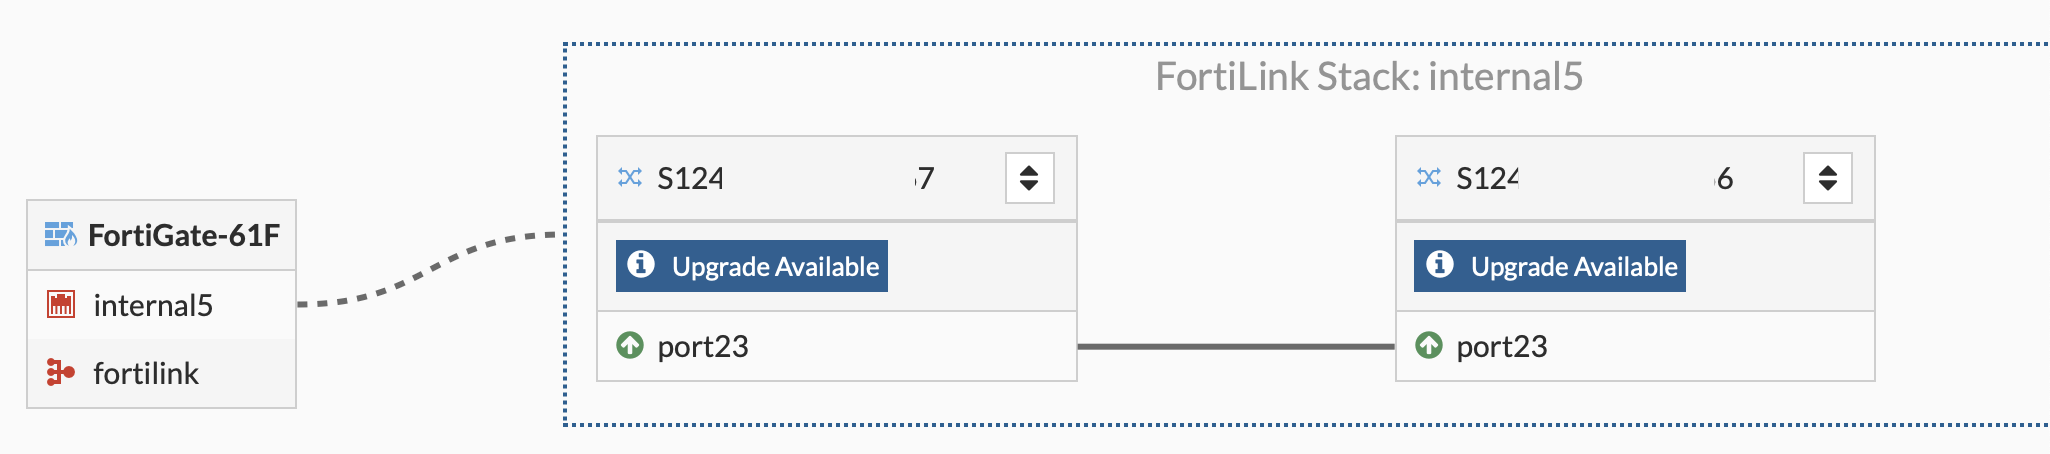 FortiLink Stack: internal5
FortiGate-61F
internal5
fortilink
S124 7
Upgrade Available
port23
S124 6
Upgrade Available
port23